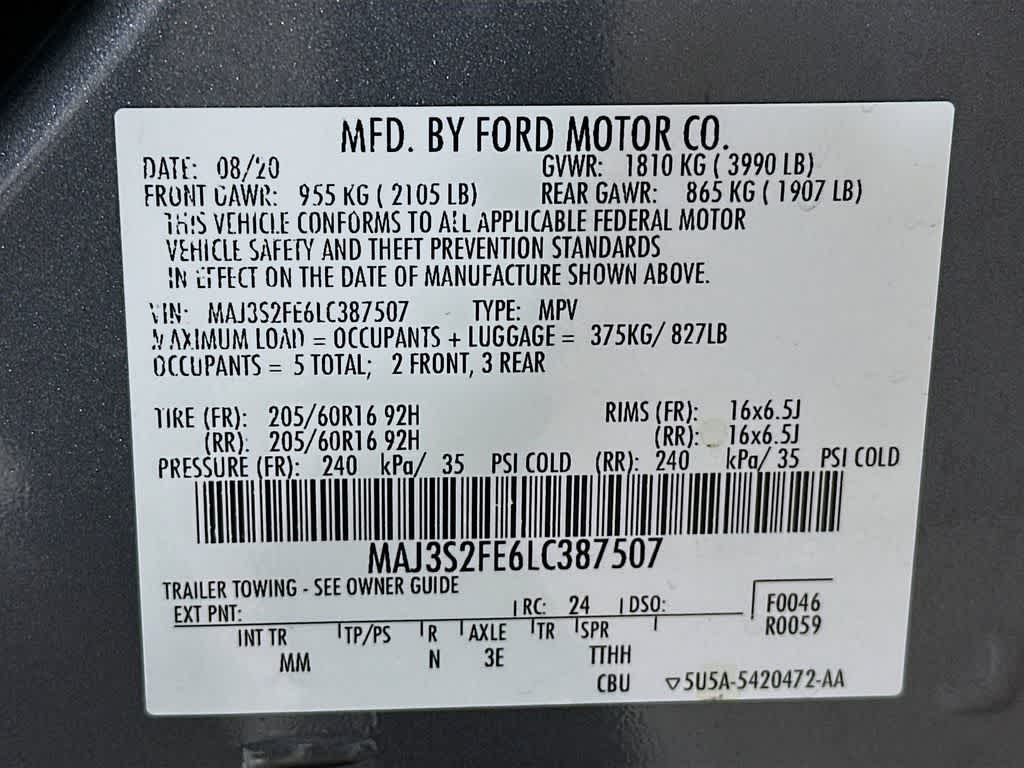 MFD. BY FORD MOTOR CO.
DATE: 08/20 GVWR: 1810 KG ( 3990 LB)
FRONT GAWR: 955 KG ( 2105 LB) REAR GAWR: 865 KG ( 1907 LB)
THIS VEHICLE CONFORMS TO ALL APPLICABLE FEDERAL MOTOR
VEHICLE SAFETY AND THEFT PREVENTION STANDARDS
IN EFFECT ON THE DATE OF MANUFACTURE SHOWN ABOVE.
VIN: MAJ3S2FE6LC387507 TYPE: MPV
MAXIMUM LOAD = OCCUPANTS + LUGGAGE = 375KG/ 827LB
OCCUPANTS = 5 TOTAL; 2 FRONT, 3 REAR
TIRE (FR): 205/60R16 92H RIMS (FR): 16x6.5J
(RR): 205/60R16 92H (RR): 16x6.5J
PRESSURE (FR): 240 kPa/ 35 PSI COLD (RR): 240 kPa/ 35 PSI COLD
MAJ3S2FE6LC387507
TRAILER TOWING - SEE OWNER GUIDE
EXT PNT: RC: 24 DSO: F0046
R0059
INT TR TP/PS R AXLE TR SPR
MM N 3E TTHH
CBU ▽5U5A-5420472-AA